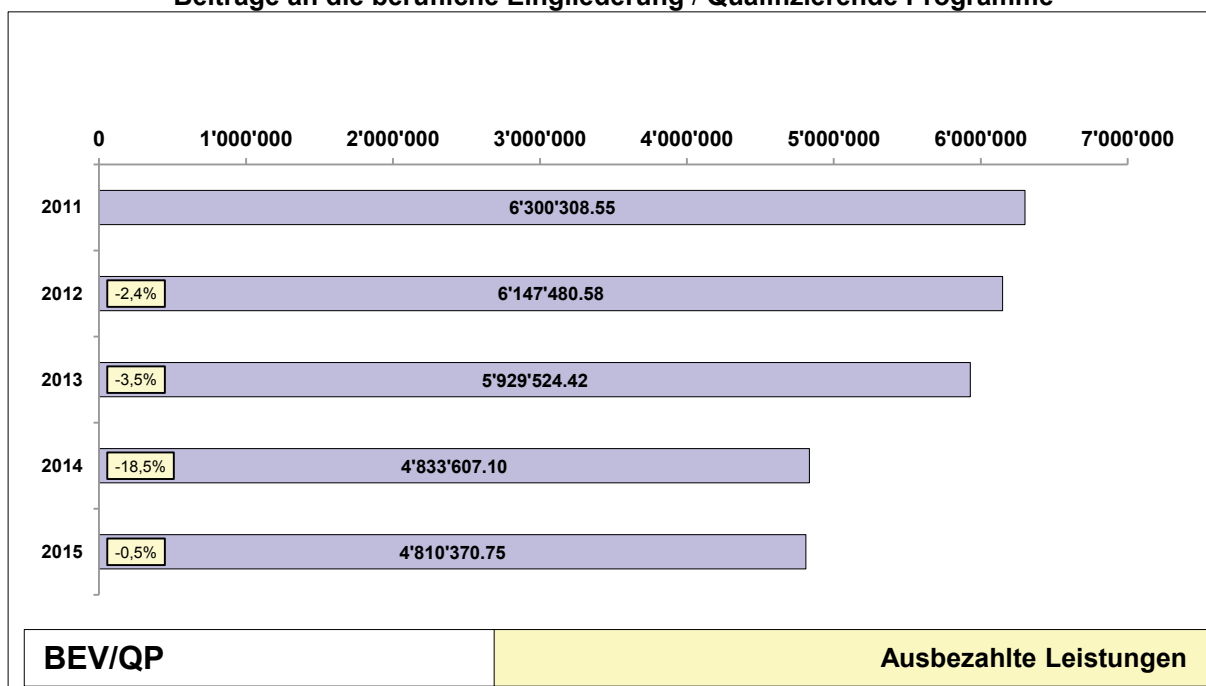 Beiträge an die berufliche Eingliederung / Qualifizierende Programme
0 1'000'000 2'000'000 3'000'000 4'000'000 5'000'000 6'000'000 7'000'000
2011 6'300'308.55
2012 -2,4% 6'147'480.58
2013 -3,5% 5'929'524.42
2014 -18,5% 4'833'607.10
2015 -0,5% 4'810'370.75
BEV/QP Ausbezahlte Leistungen